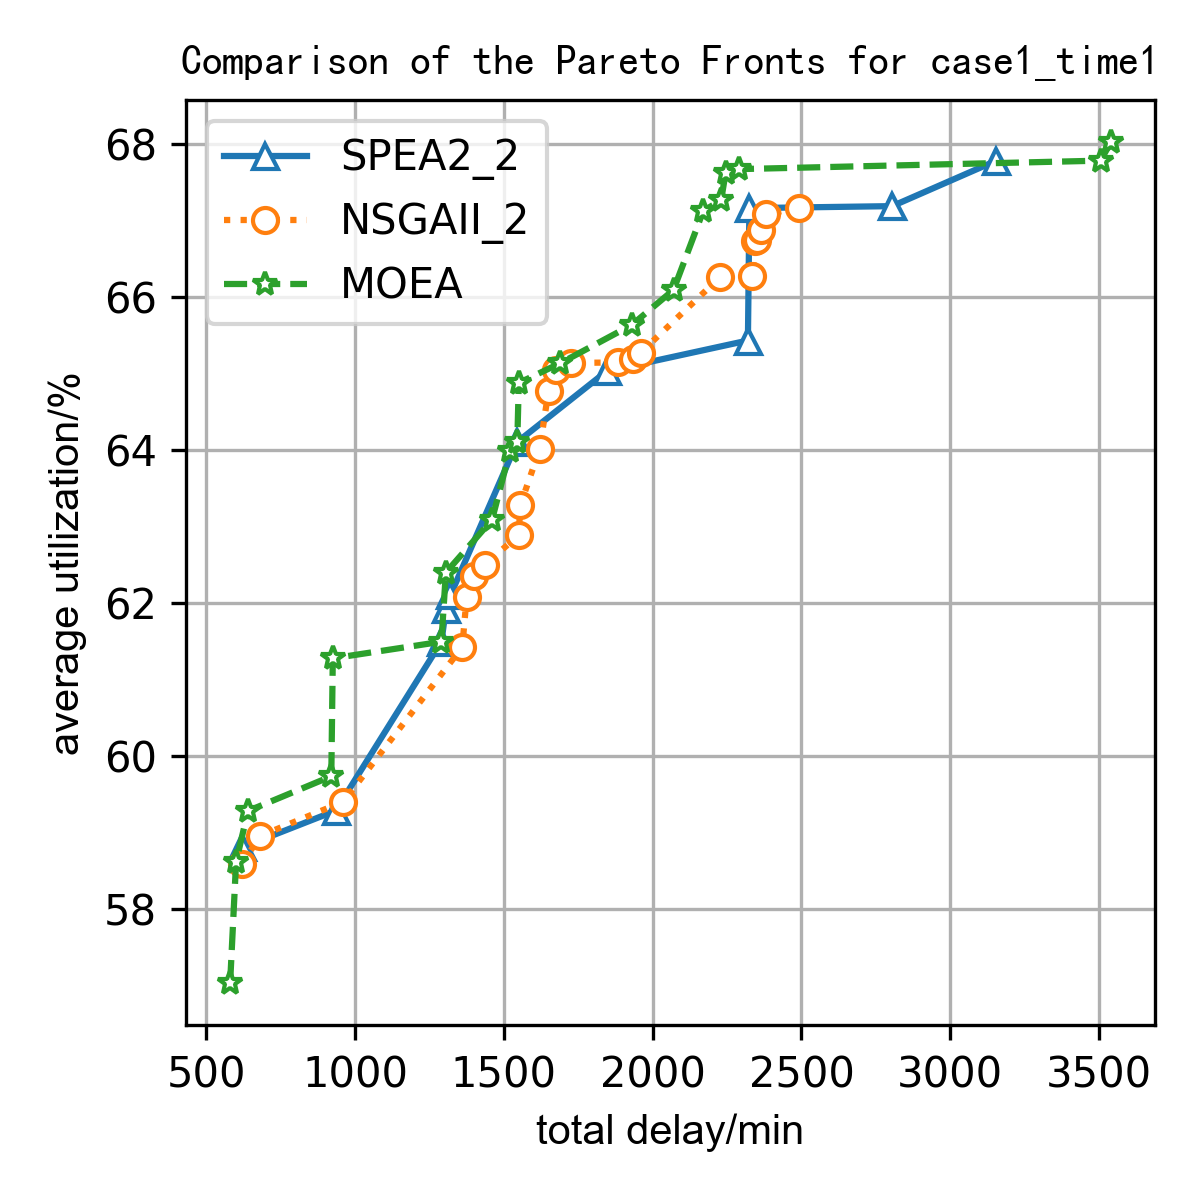 Comparison of the Pareto Fronts for case1_time1
SPEA2_2
NSGAII_2
MOEA
68
66
64
62
60
58
average utilization/%
500 1000 1500 2000 2500 3000 3500
total delay/min